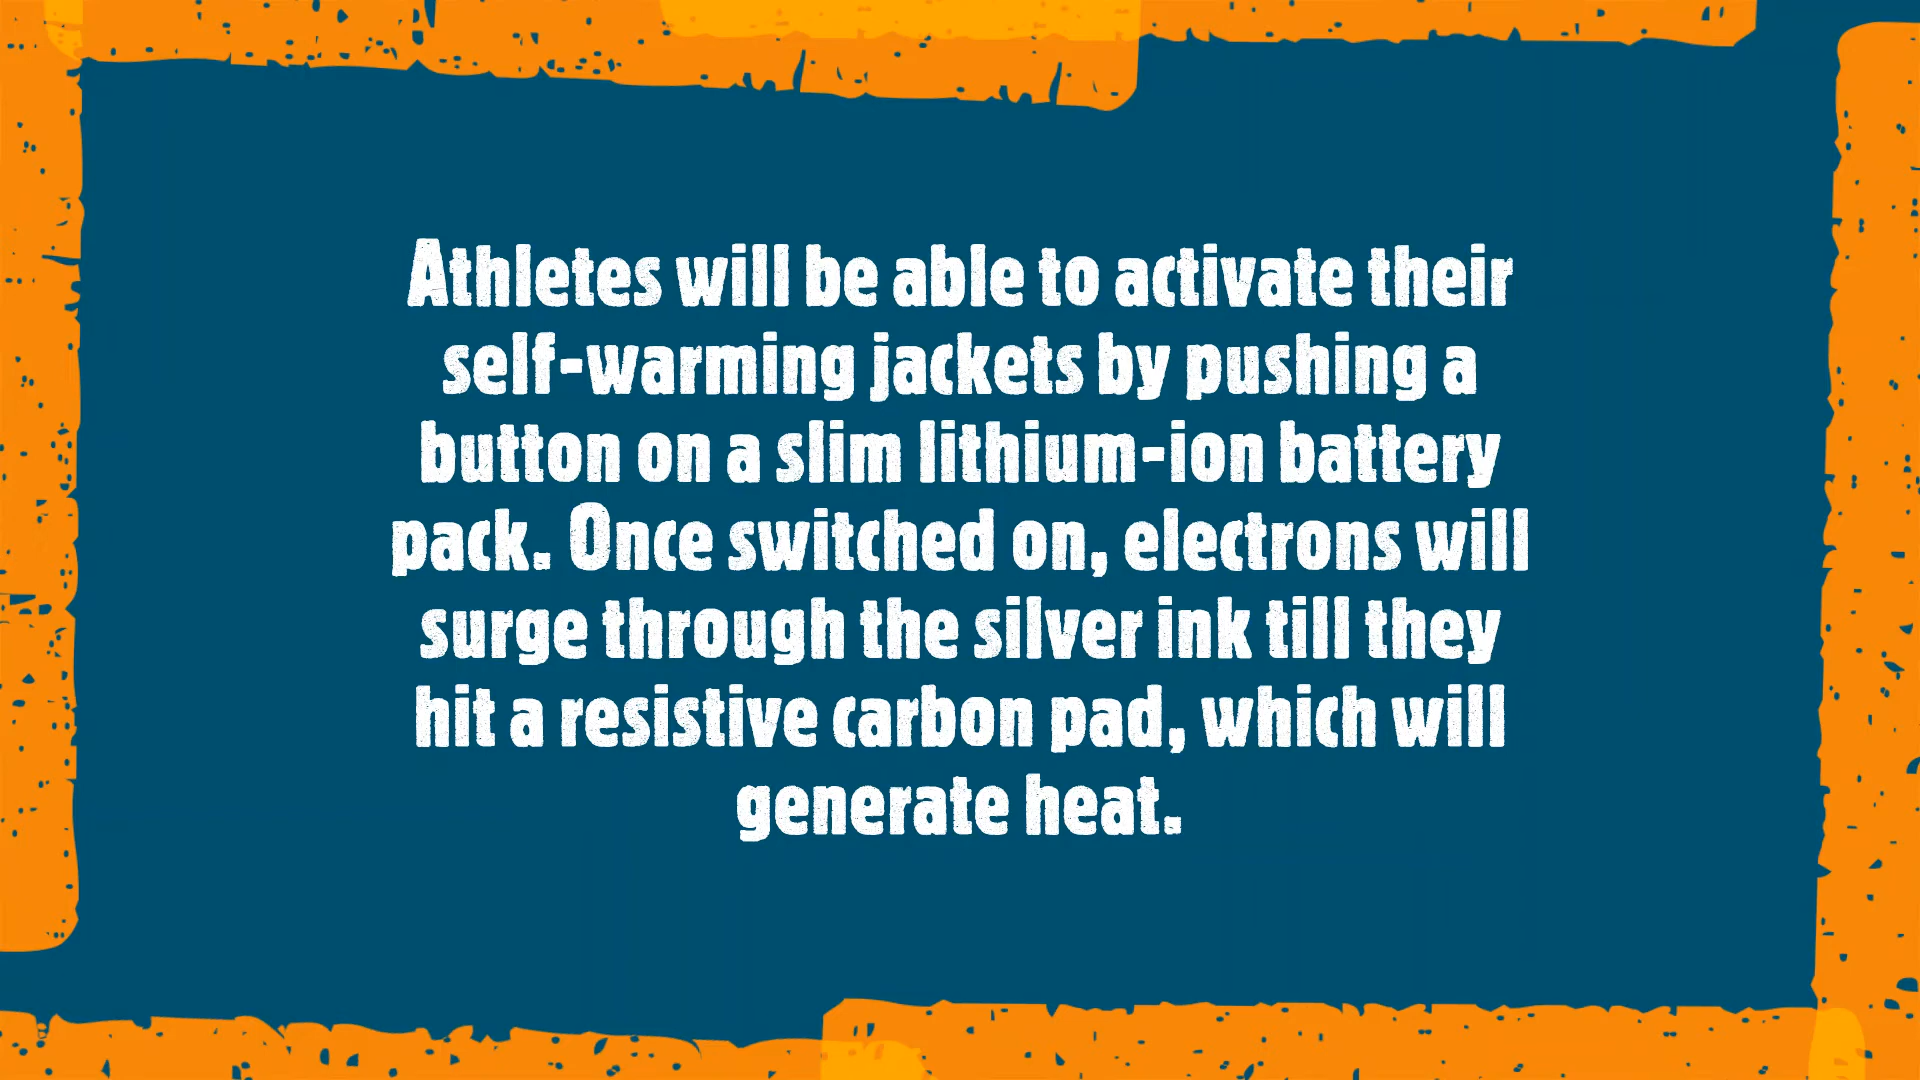 Athletes will be able to activate their
self-warming jackets by pushing a
button on a slim lithium-ion battery
pack. Once switched on, electrons will
surge through the silver ink till they
hit a resistive carbon pad, which will
generate heat.